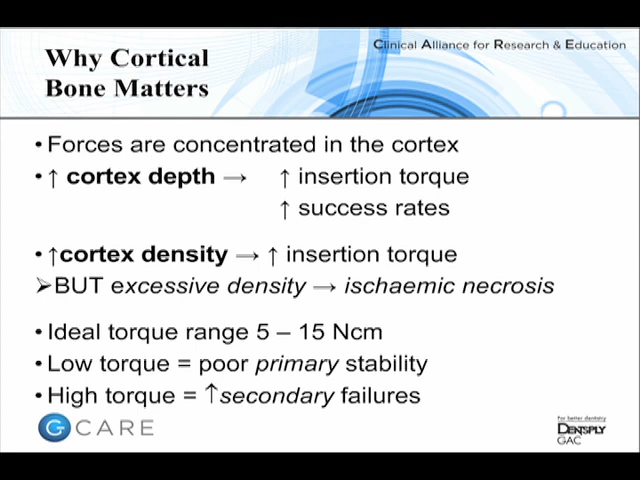 Clinical Alliance for Research & Education
Why Cortical
Bone Matters
• Forces are concentrated in the cortex
• ↑ cortex depth → ↑ insertion torque
↑ success rates
• ↑cortex density → ↑ insertion torque
➢BUT excessive density → ischaemic necrosis
• Ideal torque range 5 – 15 Ncm
• Low torque = poor primary stability
• High torque = ↑secondary failures
G CARE
For better dentistry
DENTSPLY
GAC